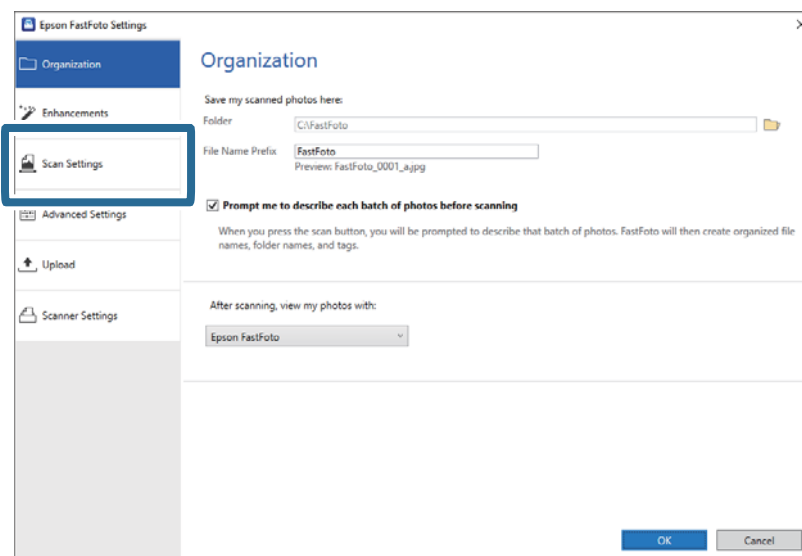 Epson FastFoto Settings
Organization
Enhancements
Scan Settings
Advanced Settings
Upload
Scanner Settings
Organization
Save my scanned photos here:
Folder
C:\FastFoto
File Name Prefix
FastFoto
Preview: FastFoto_0001_a.jpg
Prompt me to describe each batch of photos before scanning
When you press the scan button, you will be prompted to describe that batch of photos. FastFoto will then create organized file
names, folder names, and tags.
After scanning, view my photos with:
Epson FastFoto
OK
Cancel